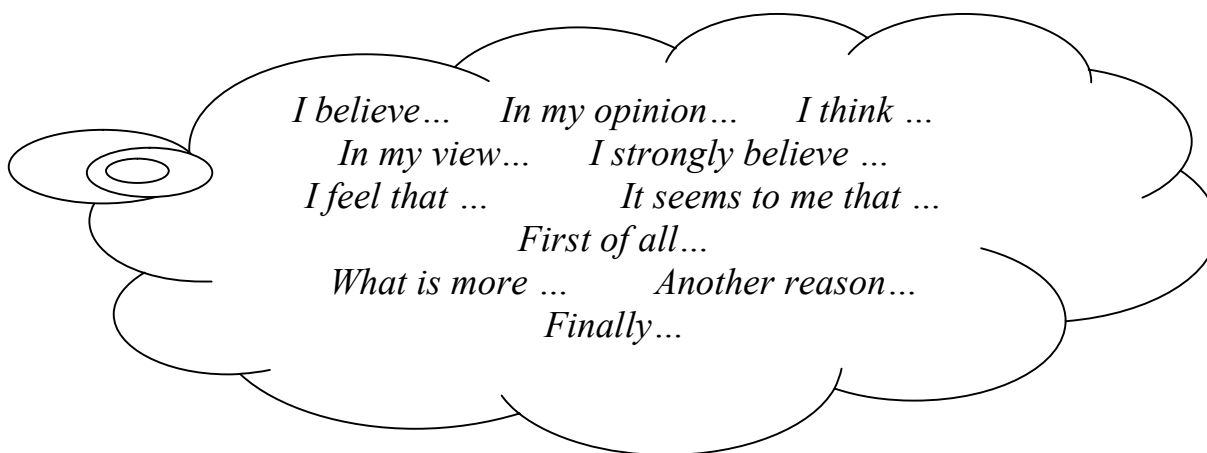 I believe… In my opinion… I think …
In my view… I strongly believe …
I feel that … It seems to me that …
First of all…
What is more … Another reason…
Finally…